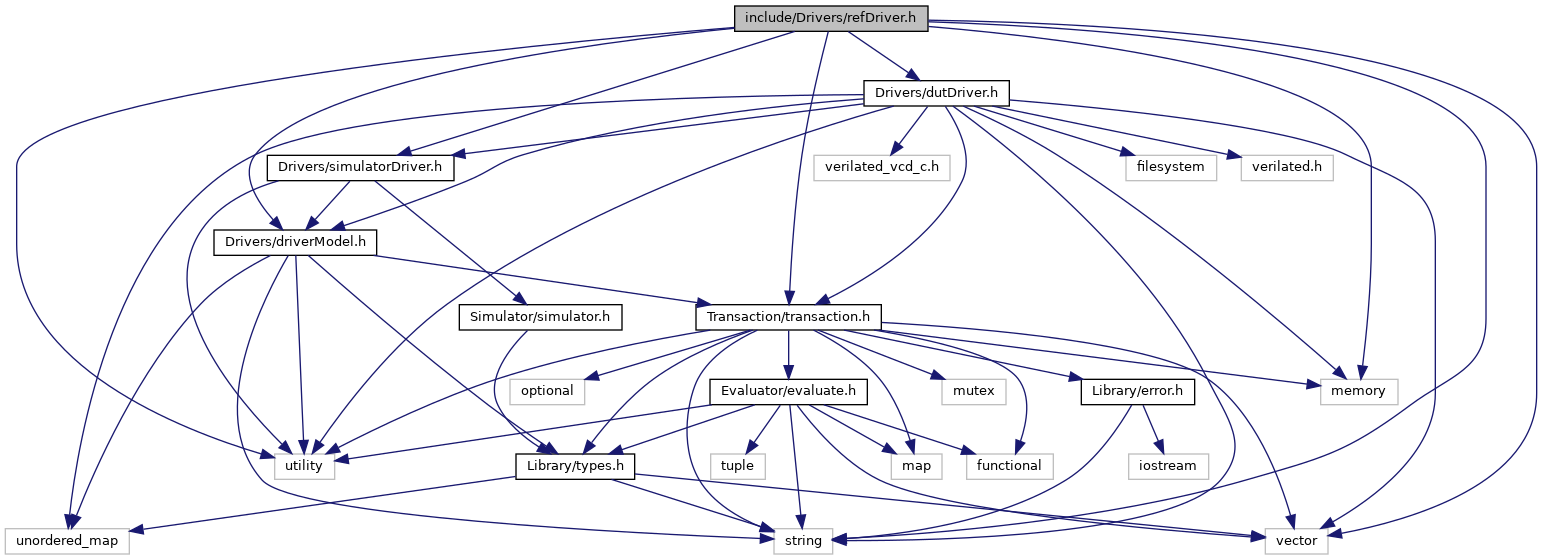 include/Drivers/refDriver.h
Drivers/dutDriver.h
Drivers/simulatorDriver.h
verilated_vcd_c.h
filesystem
verilated.h
Drivers/driverModel.h
Simulator/simulator.h
Transaction/transaction.h
optional
Evaluator/evaluate.h
mutex
Library/error.h
memory
utility
Library/types.h
tuple
map
functional
iostream
unordered_map
string
vector